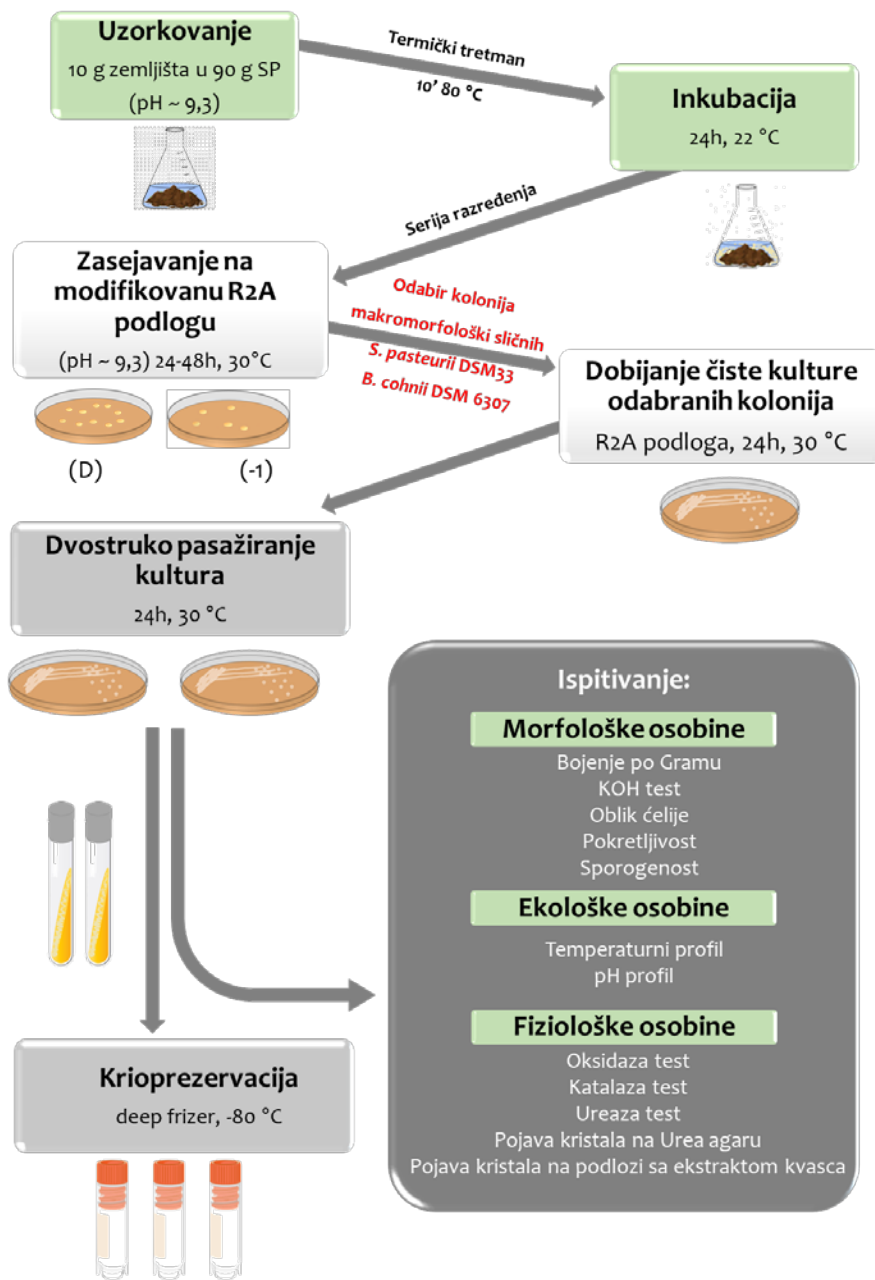 Uzorkovanje
10 g zemljišta u 90 g SP
(pH ~ 9,3)
Termički tretman
10’ 80 °C
Inkubacija
24h, 22 °C
Serija razređenja
Zasejavanje na
modifikovanu R2A
podlogu
(pH ~ 9,3) 24-48h, 30°C
(D)
(-1)
Odabir kolonija
makromorfološki sličnih
S. pasteurii DSM33
B. cohnii DSM 6307
Dobijanje čiste kulture
odabranih kolonija
R2A podloga, 24h, 30 °C
Dvostruko pasažiranje
kultura
24h, 30 °C
Ispitivanje:
Morfološke osobine
Bojenje po Gramu
KOH test
Oblik ćelije
Pokretljivost
Sporogenost
Ekološke osobine
Temperaturni profil
pH profil
Fiziološke osobine
Oksidaza test
Katalaza test
Ureaza test
Pojava kristala na Urea agaru
Pojava kristala na podlozi sa ekstraktom kvasca
Krioprezervacija
deep frizer, -80 °C